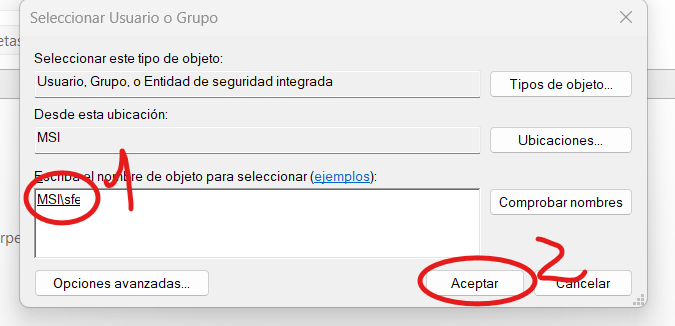 Seleccionar Usuario o Grupo
etas
Seleccionar este tipo de objeto:
Usuario, Grupo, o Entidad de seguridad integrada
Tipos de objeto...
Desde esta ubicación:
MSI
Ubicaciones...
1
Escriba el nombre de objeto para seleccionar (ejemplos):
MSI\sfe
Comprobar nombres
rpe
2
Opciones avanzadas...
Aceptar
Cancelar